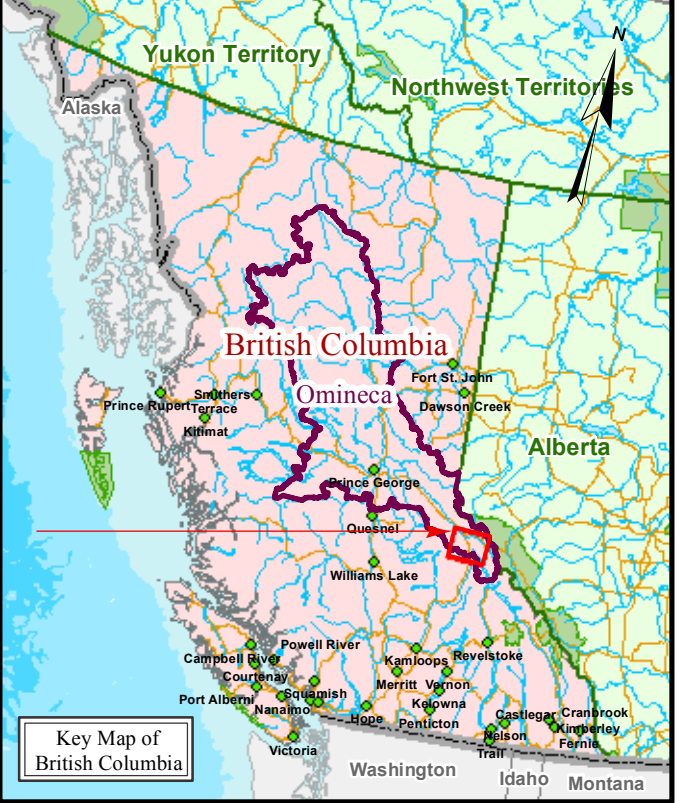 N
Yukon Territory
Northwest Territories
Alaska
British Columbia
Fort St. John
Omineca
Smithers
Prince Rupert
Terrace
Dawson Creek
Kitimat
Alberta
Prince George
Quesnel
Williams Lake
Powell River
Campbell River
Kamloops
Revelstoke
Courtenay
Merritt
Vernon
Squamish
Port Alberni
Nanaimo
Kelowna
Hope
Penticton
Castlegar
Cranbrook
Kimberley
Nelson
Fernie
Trail
Victoria
Key Map of
British Columbia
Washington
Idaho
Montana